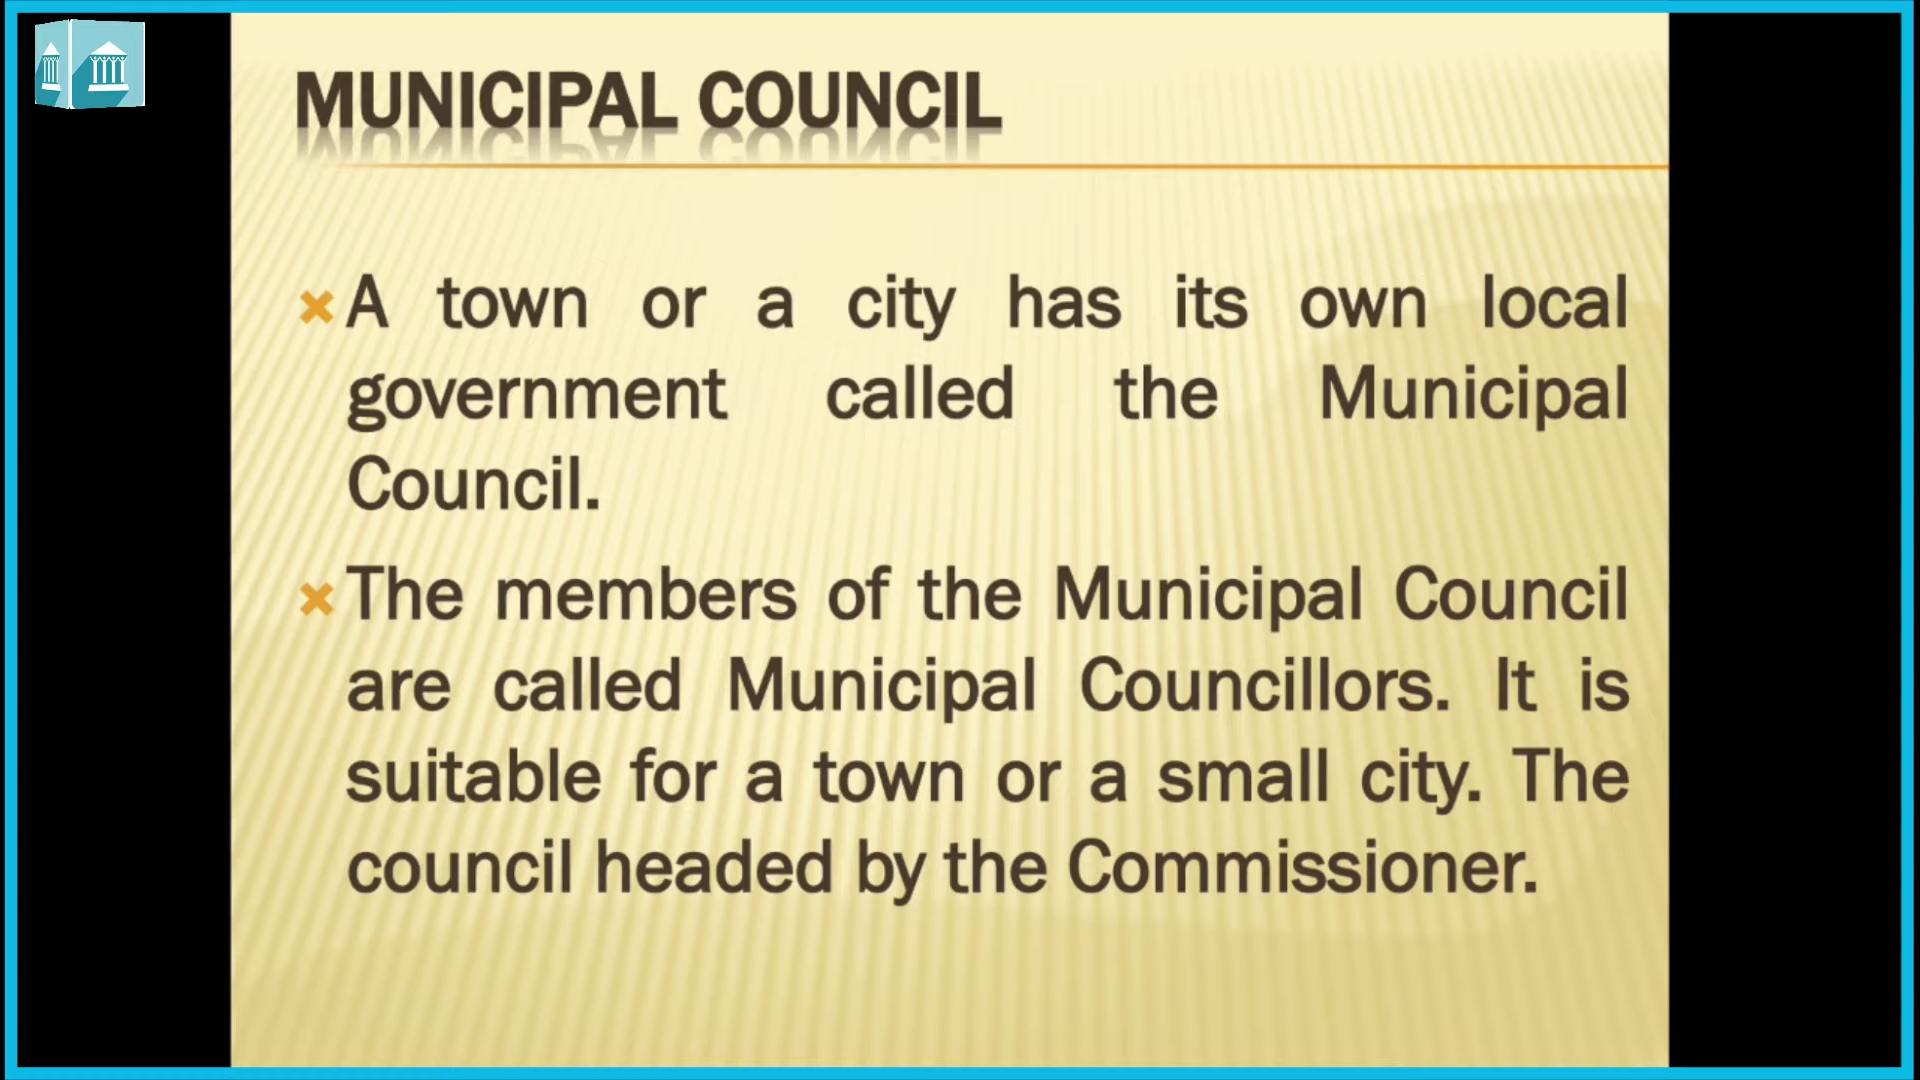 MUNICIPAL COUNCIL
A town or a city has its own local
government called the Municipal
Council.
The members of the Municipal Council
are called Municipal Councillors. It is
suitable for a town or a small city. The
council headed by the Commissioner.